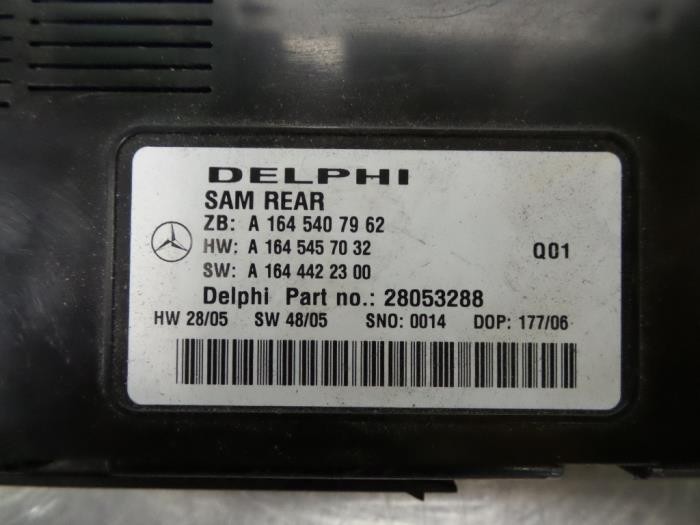 DELPHI
SAM REAR
ZB: A 164 540 79 62
HW: A 164 545 70 32
Q01
SW: A 164 442 23 00
Delphi Part no.: 28053288
HW 28/05 SW 48/05 SNO: 0014 DOP: 177/06